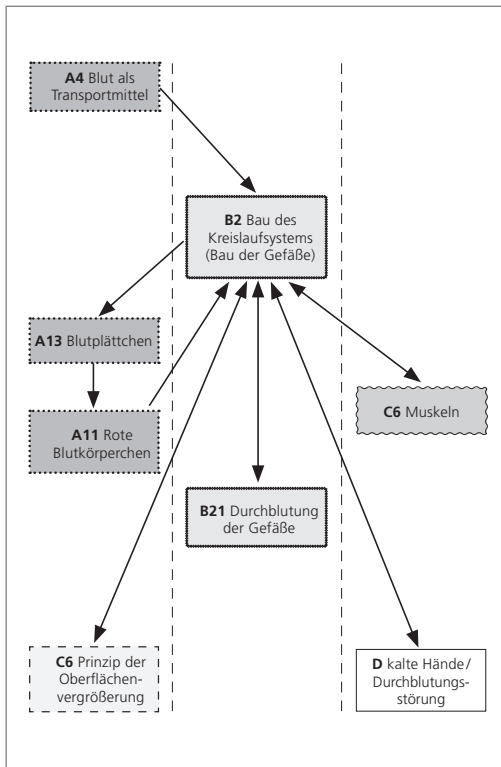 A4 Blut als
Transportmittel
B2 Bau des
Kreislaufsystems
(Bau der Gefäße)
A13 Blutplättchen
A11 Rote
Blutkörperchen
C6 Muskeln
B21 Durchblutung
der Gefäße
C6 Prinzip der
Oberflächen-
vergrößerung
D kalte Hände/
Durchblutungs-
störung